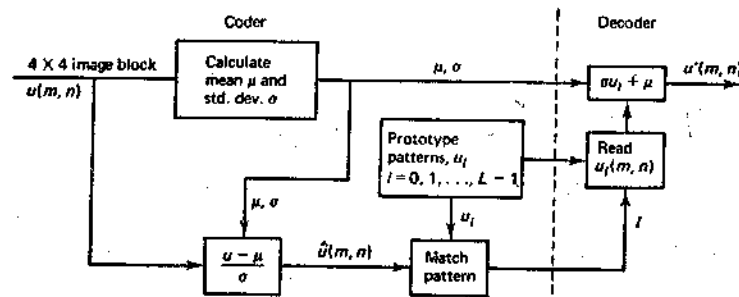 Coder
Decoder
4 X 4 image block
u(m, n)
Calculate
mean μ and
std. dev. σ
μ, σ
σu_l + μ
u'(m, n)
Prototype
patterns, u_l
l = 0, 1, . . . , L − 1
Read
u_l(m, n)
μ, σ
u_l
l
u − μ
σ
û(m, n)
Match
pattern